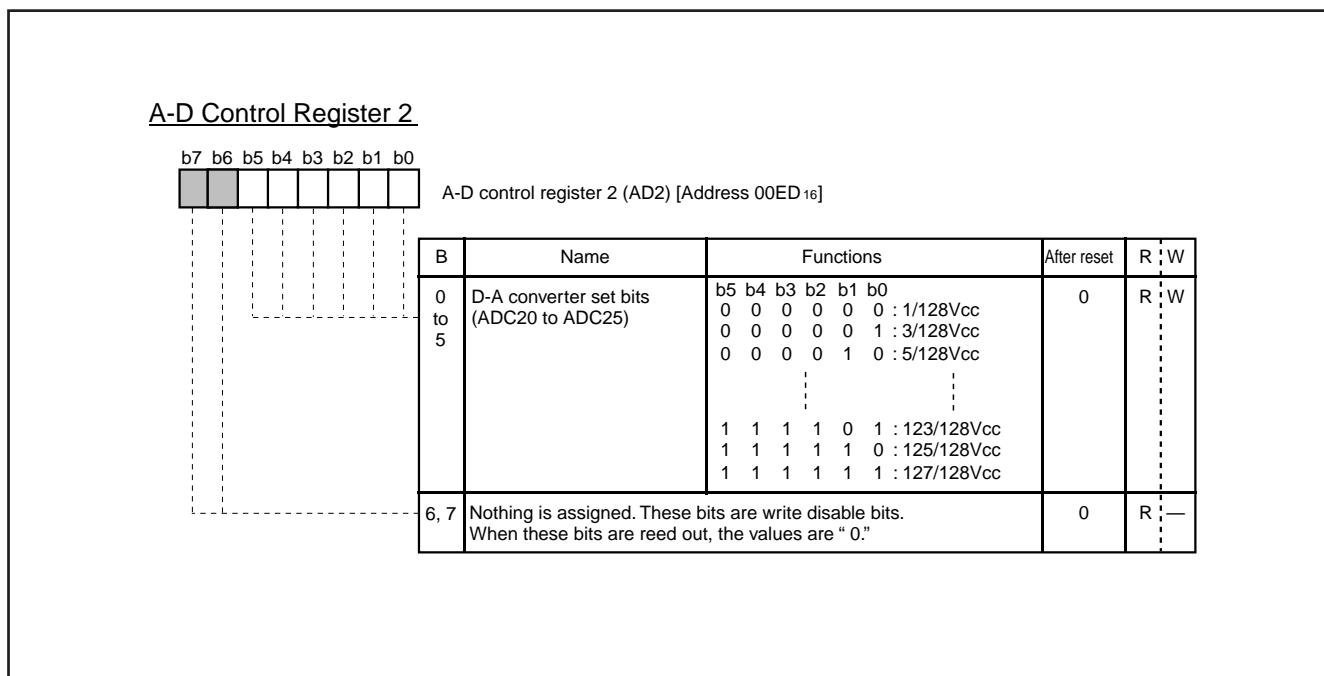 A-D Control Register 2
b7 b6 b5 b4 b3 b2 b1 b0
A-D control register 2 (AD2) [Address 00ED16]
B Name Functions After reset R W
0 to 5 D-A converter set bits (ADC20 to ADC25) 0 R W
b5 b4 b3 b2 b1 b0
0 0 0 0 0 0 : 1/128Vcc
0 0 0 0 0 1 : 3/128Vcc
0 0 0 0 1 0 : 5/128Vcc
1 1 1 1 0 1 : 123/128Vcc
1 1 1 1 1 0 : 125/128Vcc
1 1 1 1 1 1 : 127/128Vcc
6, 7 Nothing is assigned. These bits are write disable bits. 0 R —
When these bits are reed out, the values are “ 0.”